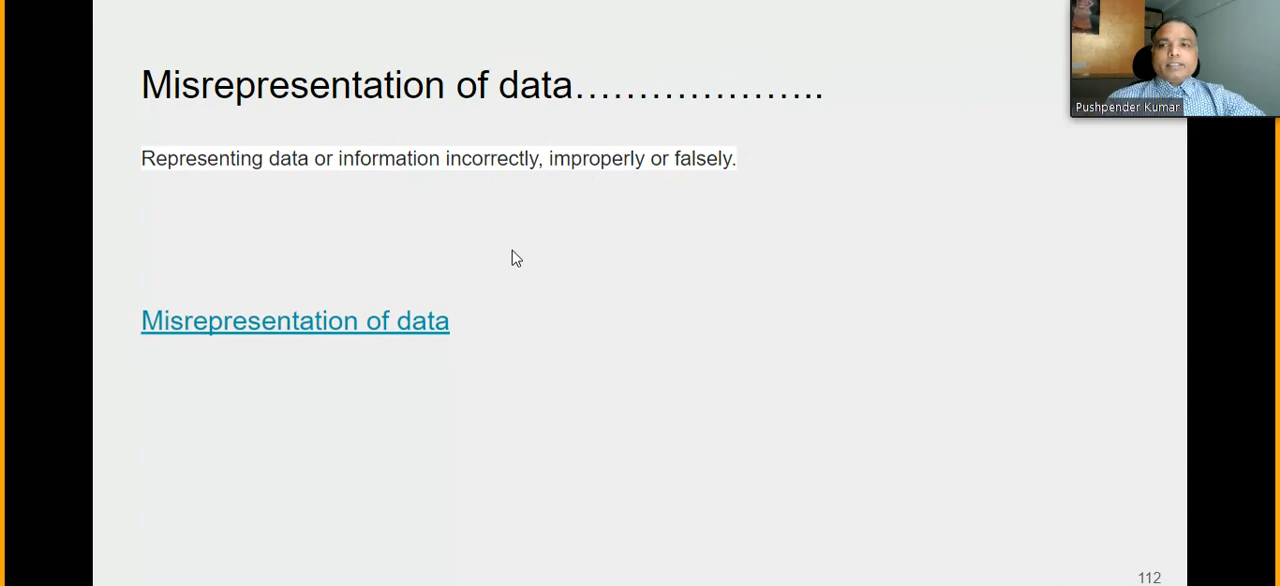 Misrepresentation of data………………..
Pushpender Kumar
Representing data or information incorrectly, improperly or falsely.
Misrepresentation of data
112